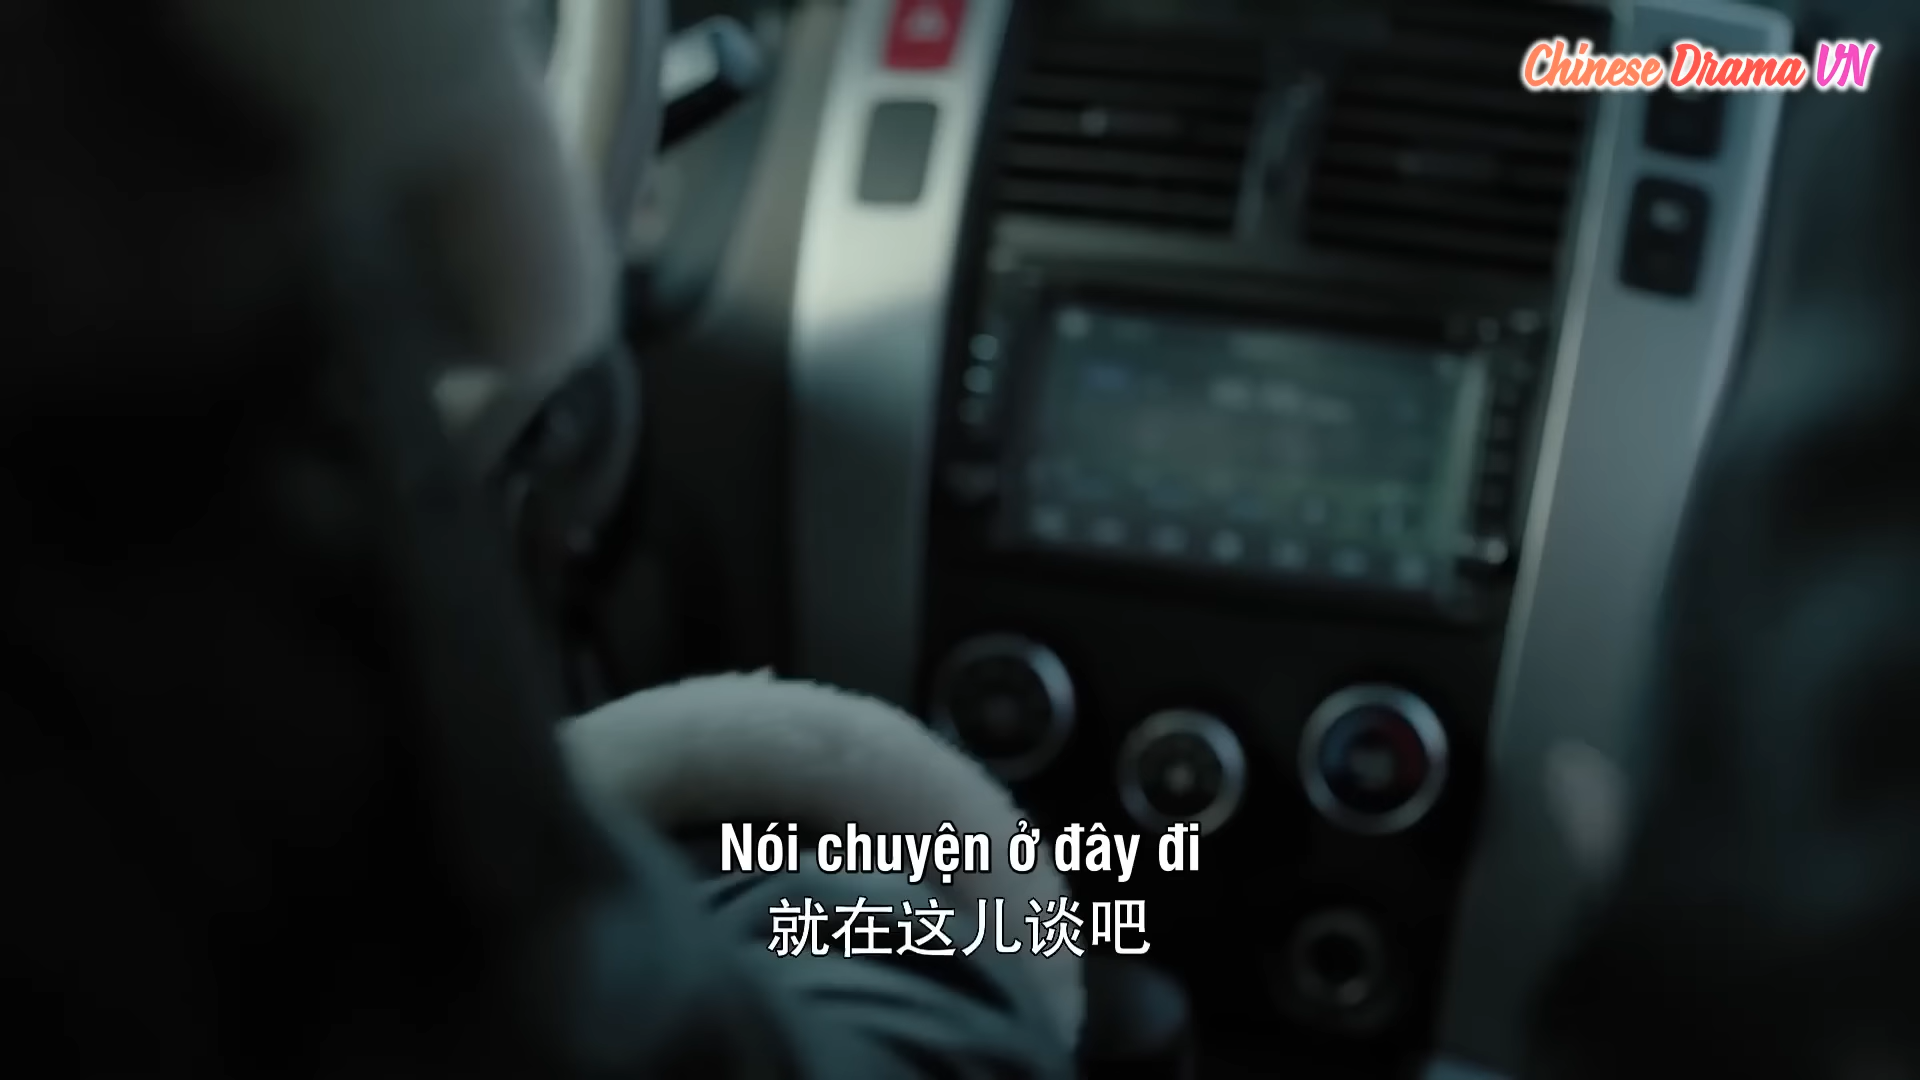 Chinese Drama VN
Nói chuyện ở đây đi
就在这儿谈吧